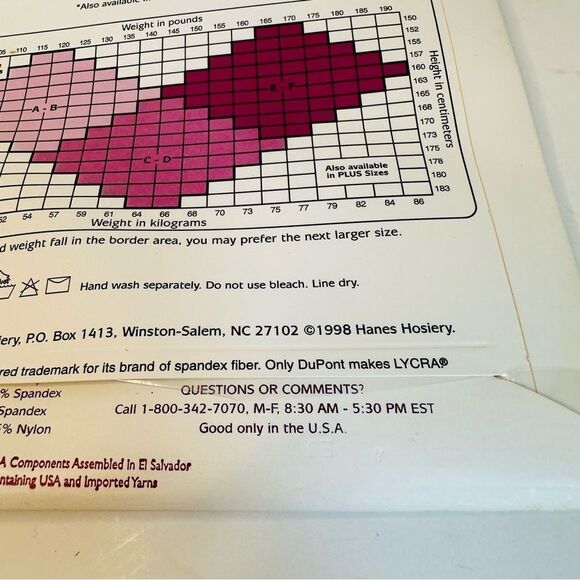 *Also available in
Weight in pounds
05 110 115 120 125 130 135 140 145 150 155 160 165 170 175 180 185 190
150
152
155
157
160
163
165
168
170
173
175
178
180
183
Height in centimeters
A - B
E - F
C - D
Also available
in PLUS Sizes
52 54 57 59 61 64 66 68 70 73 75 77 79 82 84 86
Weight in kilograms
d weight fall in the border area, you may prefer the next larger size.
Hand wash separately. Do not use bleach. Line dry.
iery, P.O. Box 1413, Winston-Salem, NC 27102 ©1998 Hanes Hosiery.
red trademark for its brand of spandex fiber. Only DuPont makes LYCRA®
% Spandex
Spandex
% Nylon
QUESTIONS OR COMMENTS?
Call 1-800-342-7070, M-F, 8:30 AM - 5:30 PM EST
Good only in the U.S.A.
A Components Assembled in El Salvador
ntaining USA and Imported Yarns